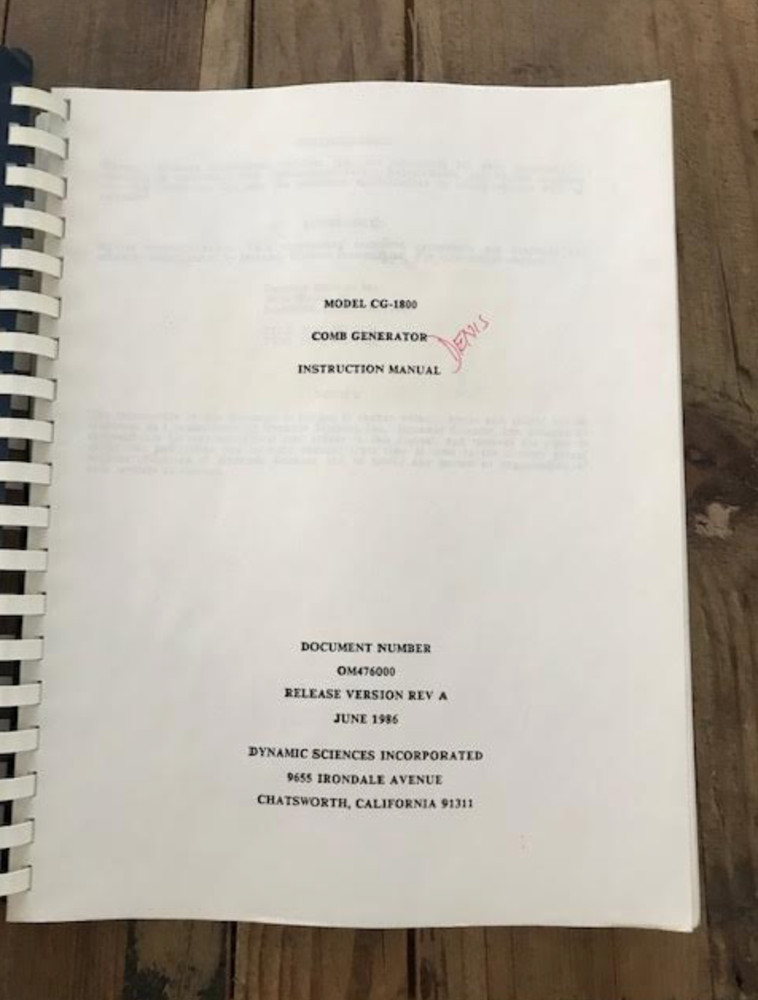 MODEL CG-1800
COMB GENERATOR
DENIS
INSTRUCTION MANUAL
DOCUMENT NUMBER
OM476000
RELEASE VERSION REV A
JUNE 1986
DYNAMIC SCIENCES INCORPORATED
9655 IRONDALE AVENUE
CHATSWORTH, CALIFORNIA 91311